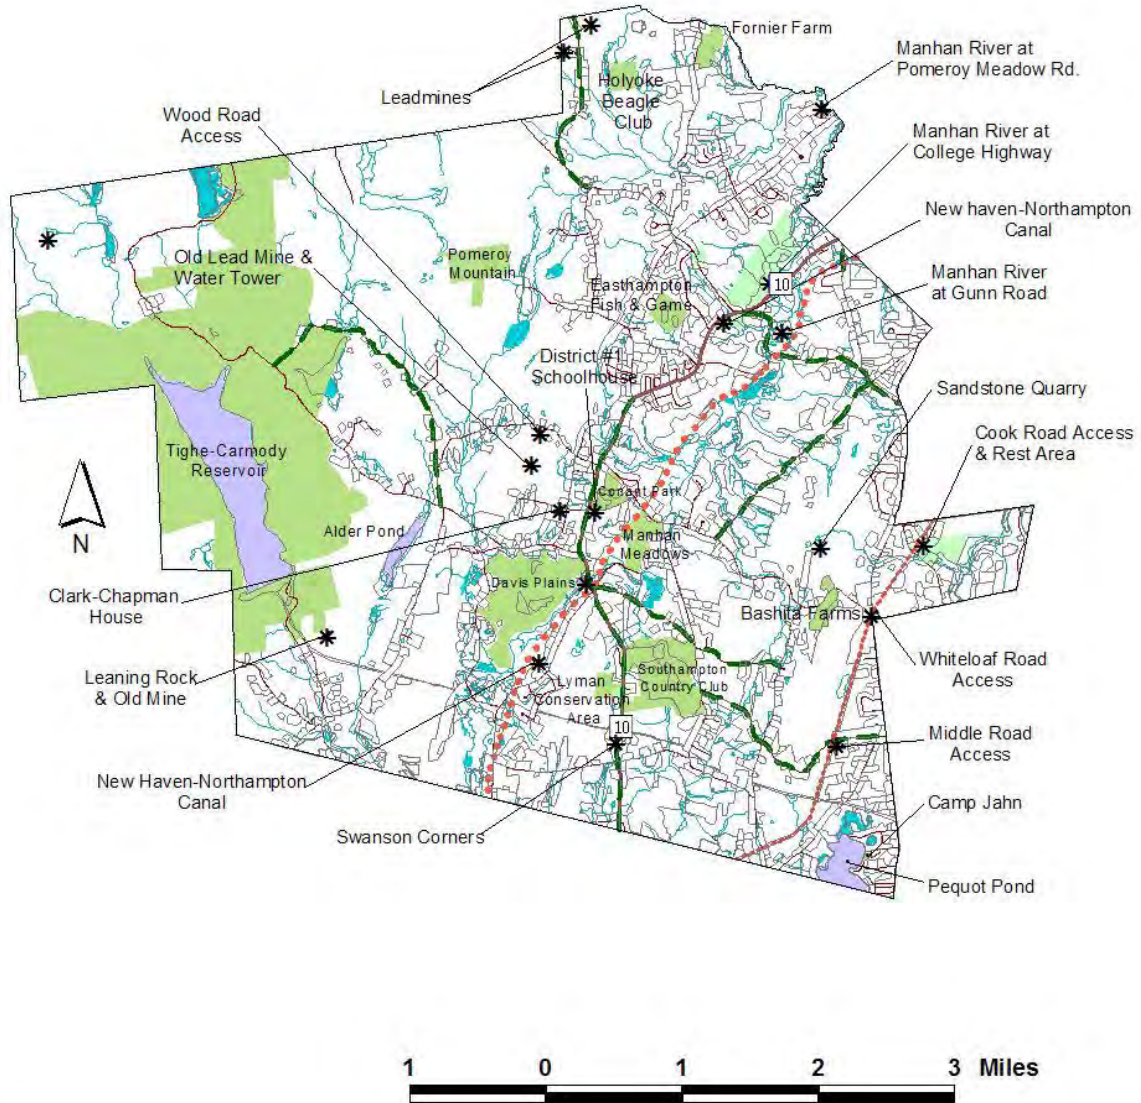 Fornier Farm
Manhan River at
Pomeroy Meadow Rd.
Holyoke
Beagle
Club
Leadmines
Wood Road
Access
Manhan River at
College Highway
New haven-Northampton
Canal
Old Lead Mine &
Water Tower
Pomeroy
Mountain
Easthampton
Fish & Game
10
Manhan River
at Gunn Road
District #1
Schoolhouse
Sandstone Quarry
Cook Road Access
& Rest Area
Tighe-Carmody
Reservoir
N
Conant Park
Alder Pond
Manhan
Meadows
Davis Plains
Clark-Chapman
House
Bashita Farms
Leaning Rock
& Old Mine
Lyman
Conservation
Area
Southampton
Country Club
Whiteloaf Road
Access
10
Middle Road
Access
New Haven-Northampton
Canal
Swanson Corners
Camp Jahn
Pequot Pond
1 0 1 2 3 Miles